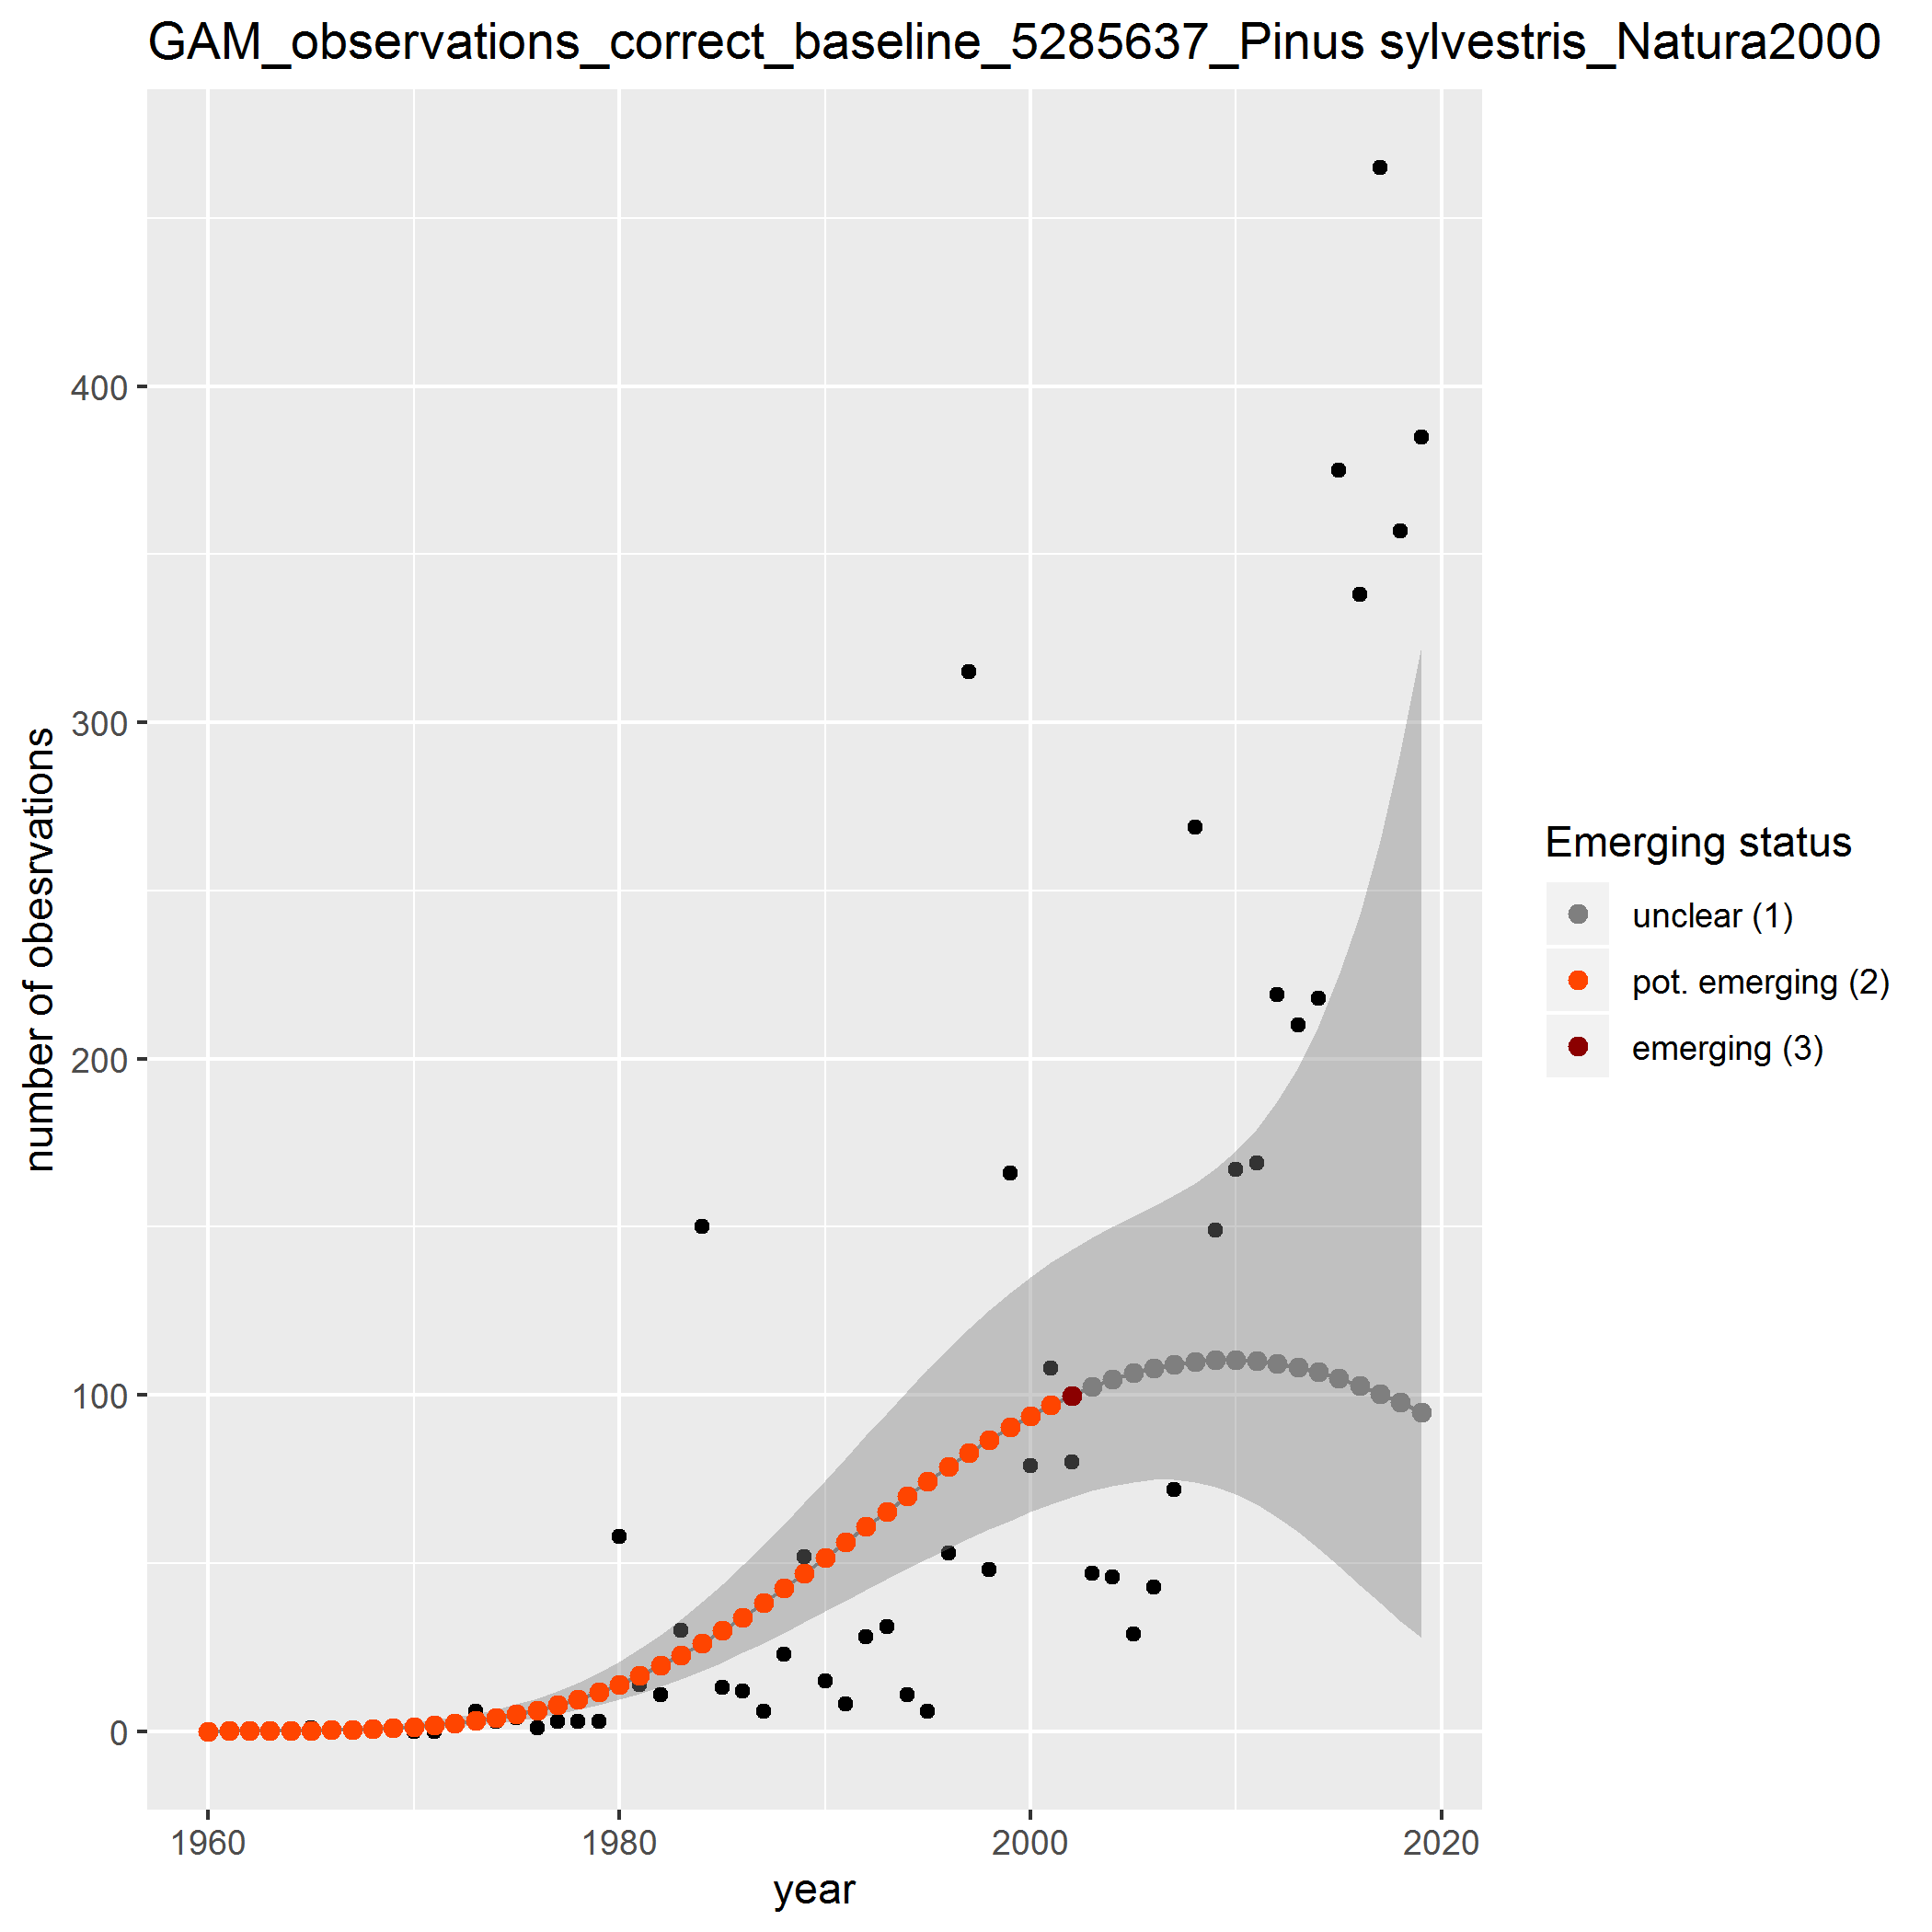 GAM_observations_correct_baseline_5285637_Pinus sylvestris_Natura2000
number of obesrvations
400
300
200
100
0
1960 1980 2000 2020
year
Emerging status
unclear (1)
pot. emerging (2)
emerging (3)